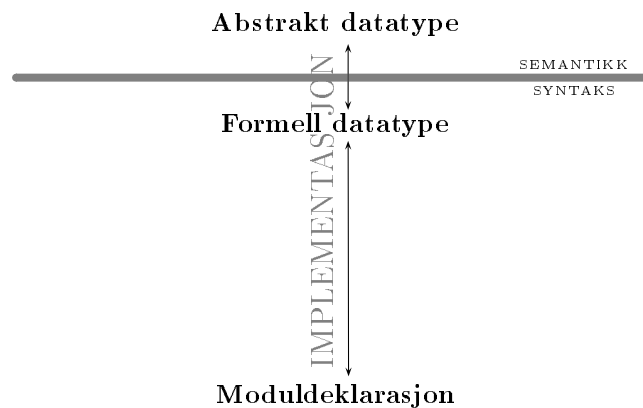 Abstrakt datatype
SEMANTIKK
SYNTAKS
Formell datatype
IMPLEMENTASJON
Moduldeklarasjon